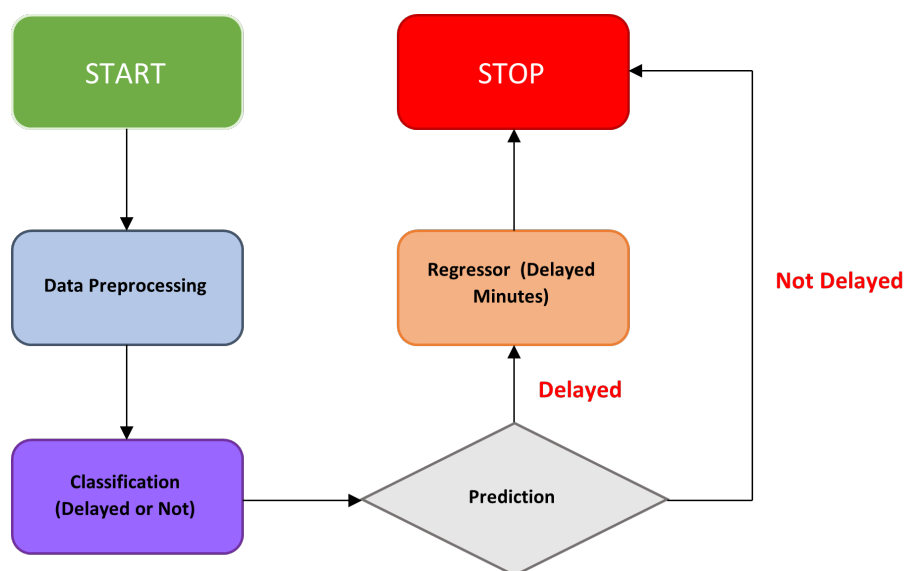 START
STOP
Data Preprocessing
Regressor  (Delayed
Minutes)
Not Delayed
Delayed
Classification
(Delayed or Not)
Prediction